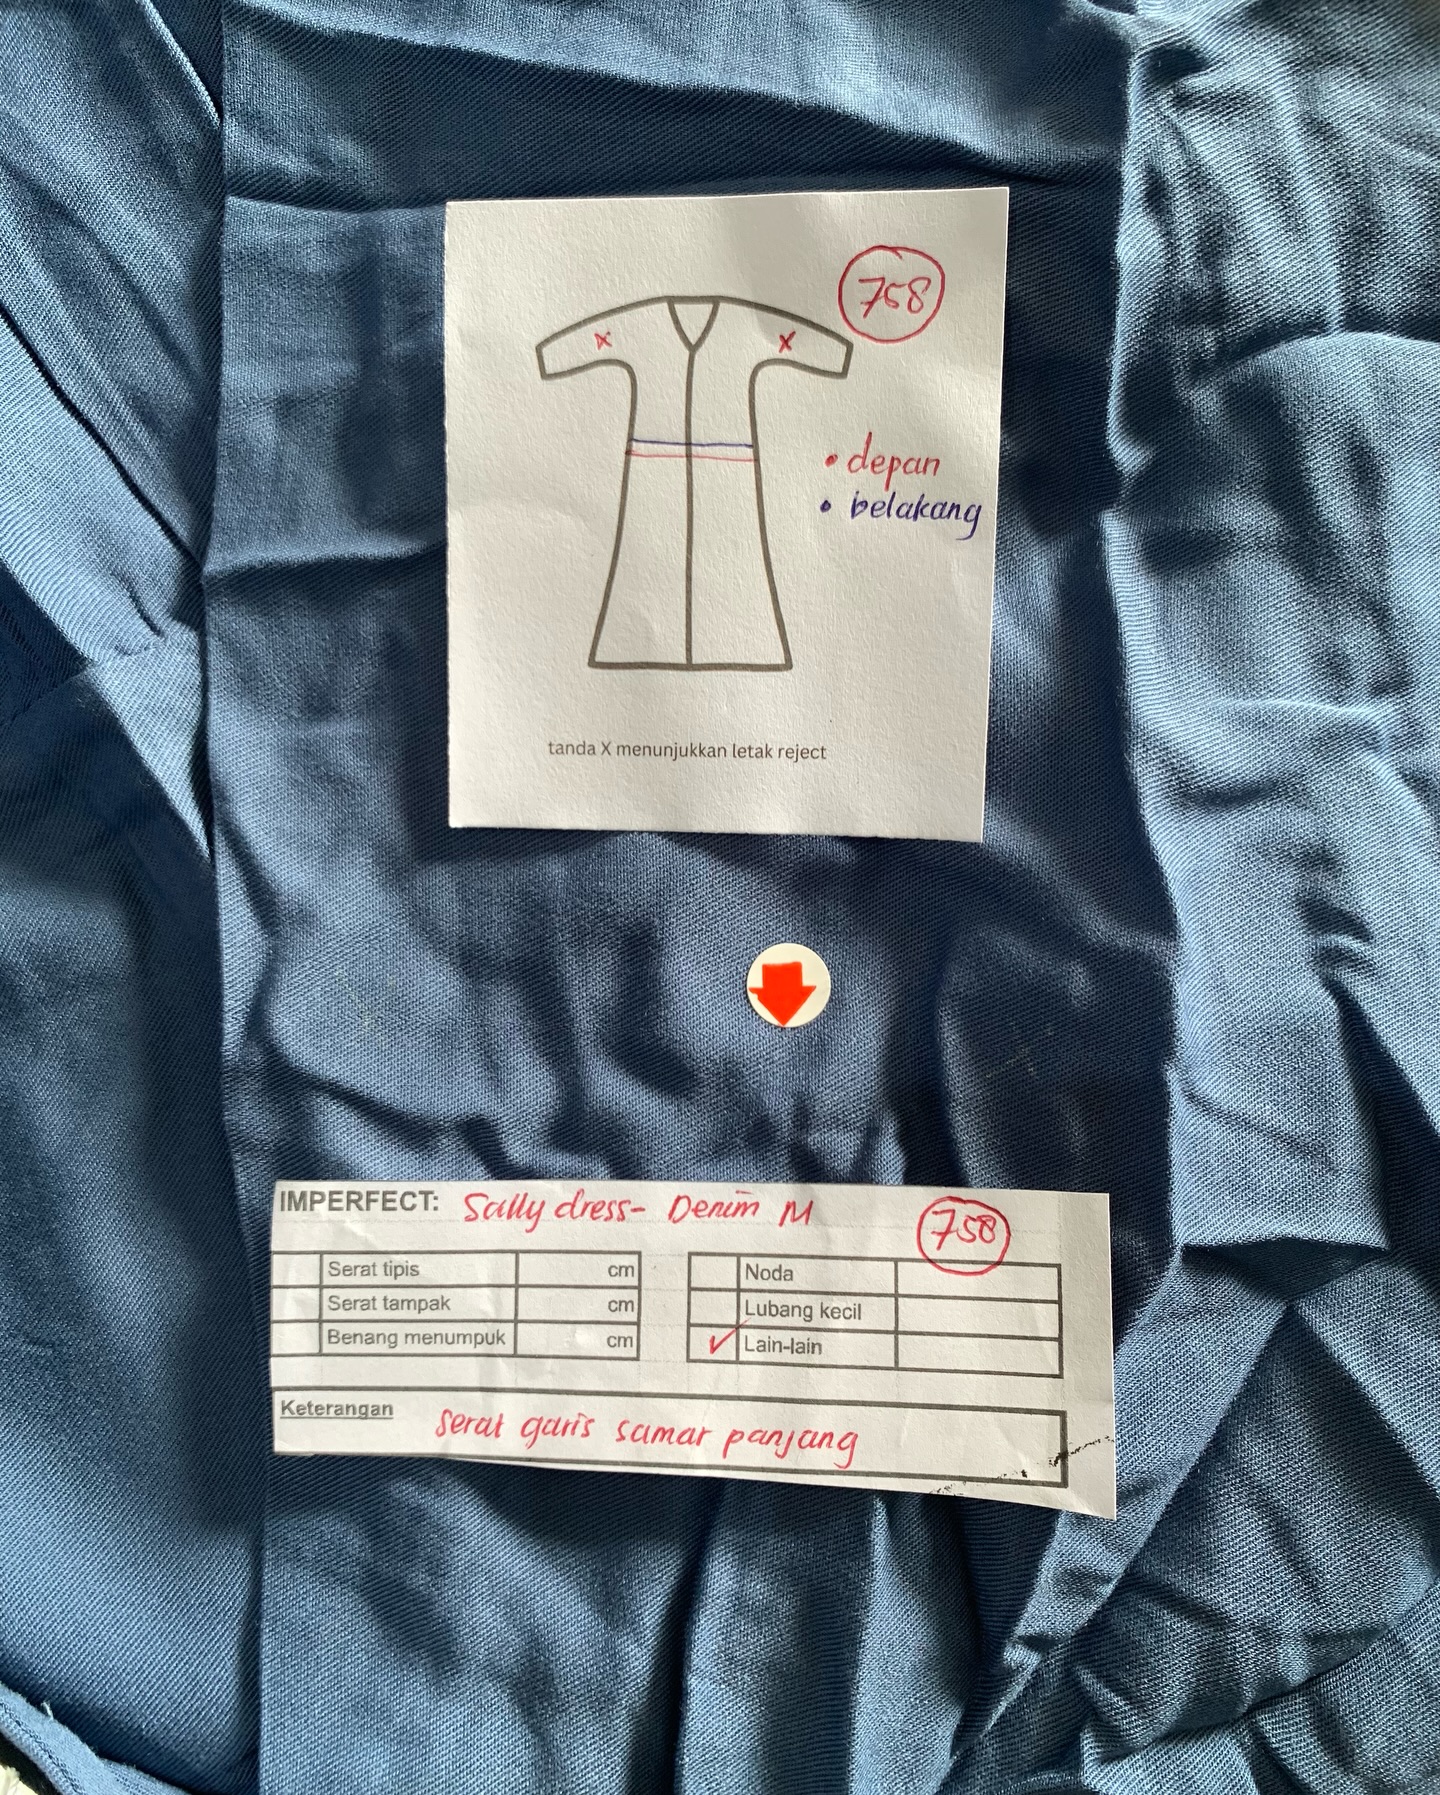 758
X X
• depan
• belakang
tanda X menunjukkan letak reject
IMPERFECT: Sally dress- Denim M 758
Serat tipis cm
Serat tampak cm
Benang menumpuk cm
Noda
Lubang kecil
✓ Lain-lain
Keterangan serat garis samar panjang